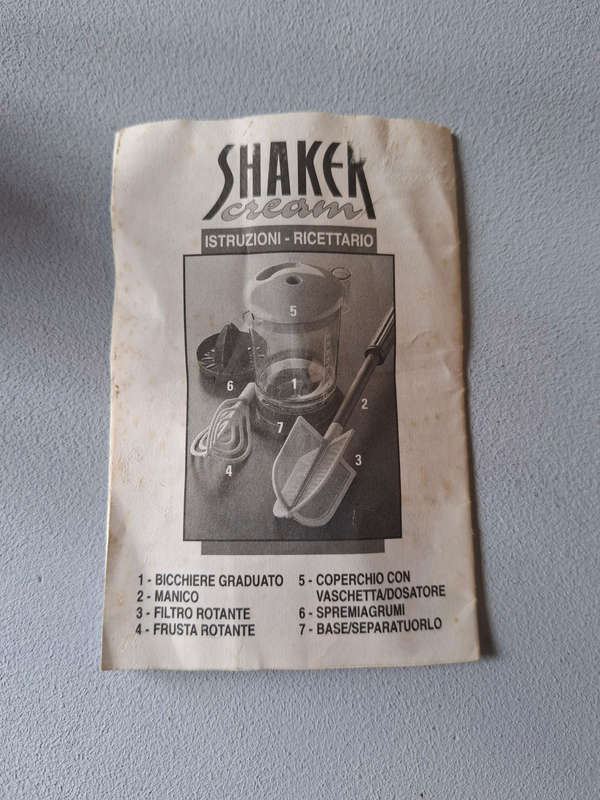 SHAKER
cream
ISTRUZIONI - RICETTARIO
5
6
1
2
7
4
3
1 - BICCHIERE GRADUATO
2 - MANICO
3 - FILTRO ROTANTE
4 - FRUSTA ROTANTE
5 - COPERCHIO CON
VASCHETTA/DOSATORE
6 - SPREMIAGRUMI
7 - BASE/SEPARATUORLO